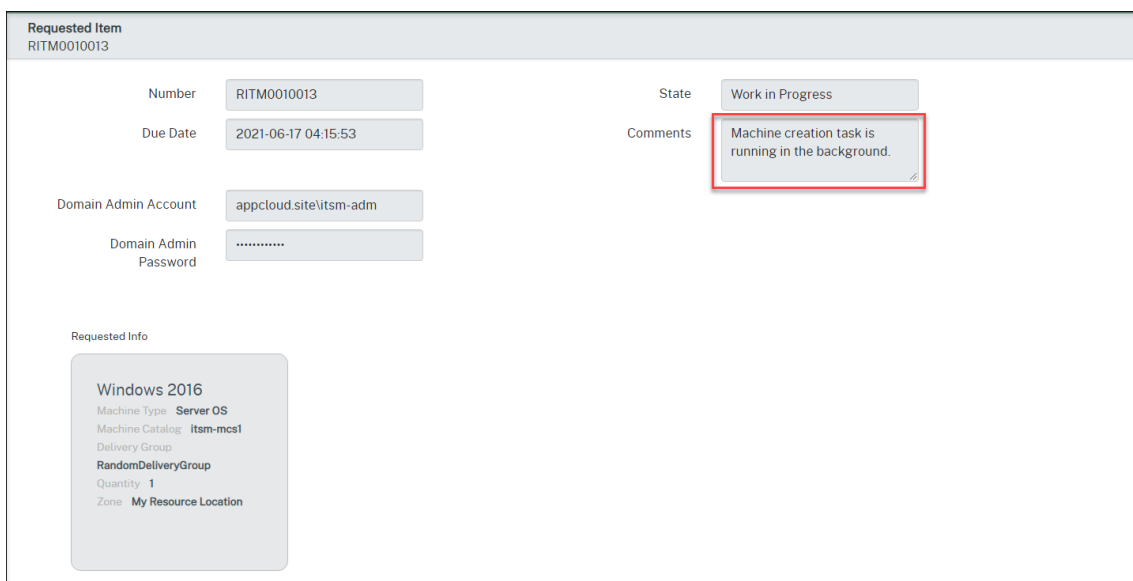 Requested Item
RITM0010013
Number RITM0010013
State Work in Progress
Due Date 2021-06-17 04:15:53
Comments Machine creation task is
running in the background.
Domain Admin Account appcloud.site\itsm-adm
Domain Admin
Password ••••••••••••
Requested Info
Windows 2016
Machine Type Server OS
Machine Catalog itsm-mcs1
Delivery Group
RandomDeliveryGroup
Quantity 1
Zone My Resource Location